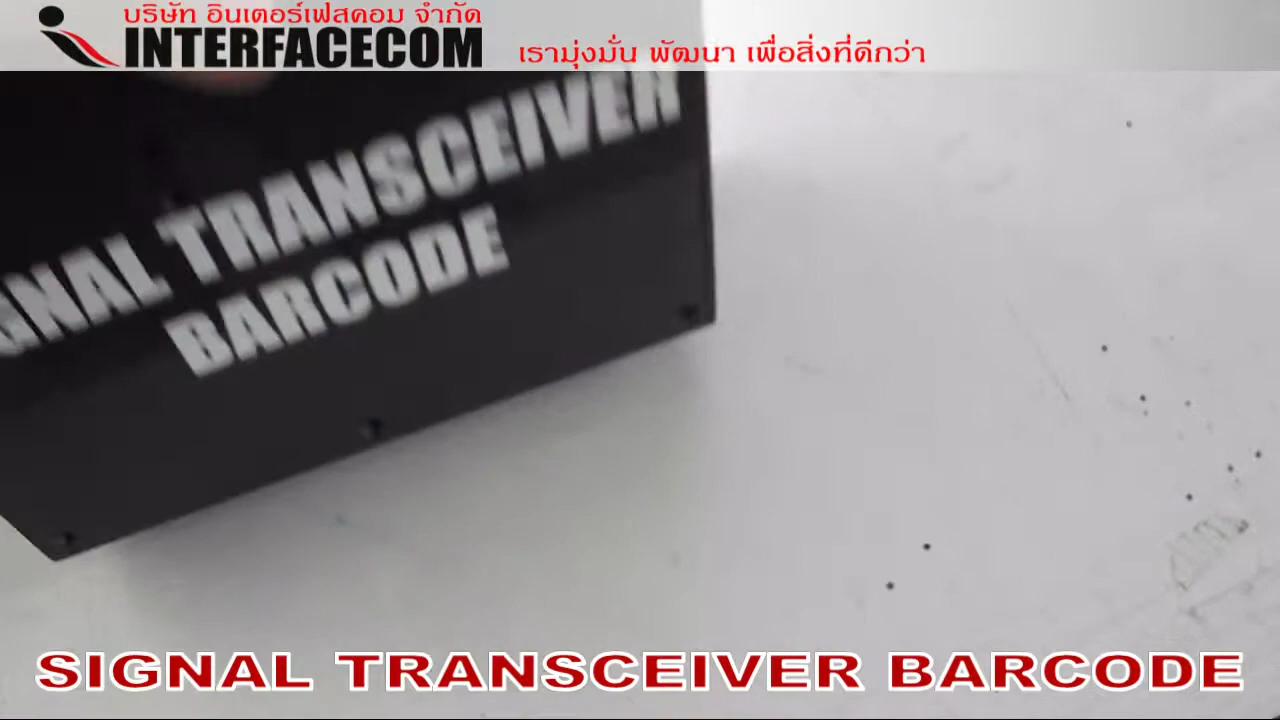 บริษัท อินเตอร์เฟสคอม จำกัด
INTERFACECOM
เรามุ่งมั่น พัฒนา เพื่อสิ่งที่ดีกว่า
GNAL TRANSCEIVER
BARCODE
SIGNAL TRANSCEIVER BARCODE